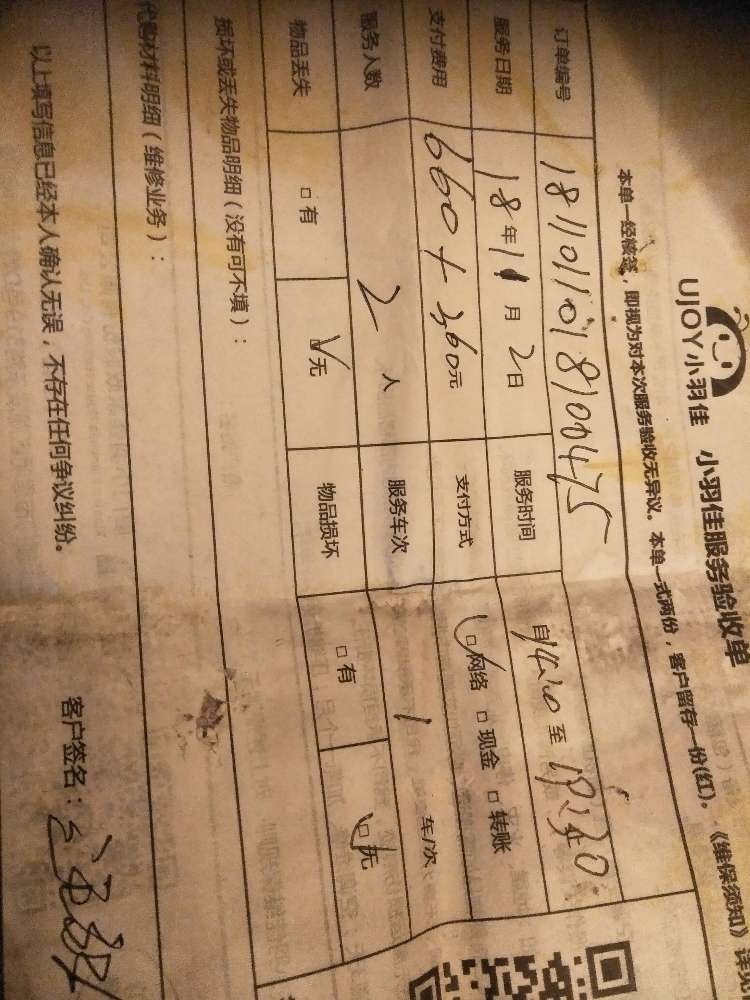 UJOY小羽佳 小羽佳服务验收单
本单一经核签，即视为对本次服务验收无异议。本单一式两份，客户留存一份(红)。《维保须知》详见
订单编号 1811011018100475
服务日期 18年11月2日 服务时间 自14:20至19:30
支付费用 660+360元 支付方式 网络 现金 转账
服务人数 2人 服务车次 1 车/次
物品丢失 有 无 物品损坏 有 无
损坏或丢失物品明细（没有可不填）：
代购材料明细（维修业务）：
以上填写信息已经本人确认无误，不存在任何争议纠纷。 客户签名：